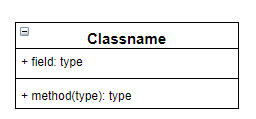 Classname
+ field: type
+ method(type): type